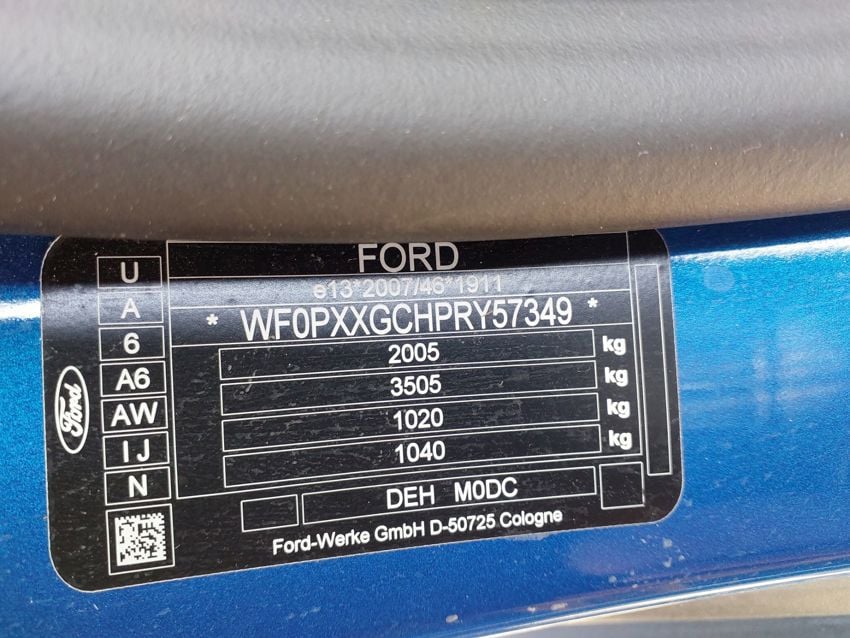 FORD
e13*2007/46*1911
* WF0PXXGCHPRY57349 *
2005 kg
3505 kg
1020 kg
1040 kg
U
A
6
A6
AW
IJ
N
Ford
DEH M0DC
Ford-Werke GmbH D-50725 Cologne